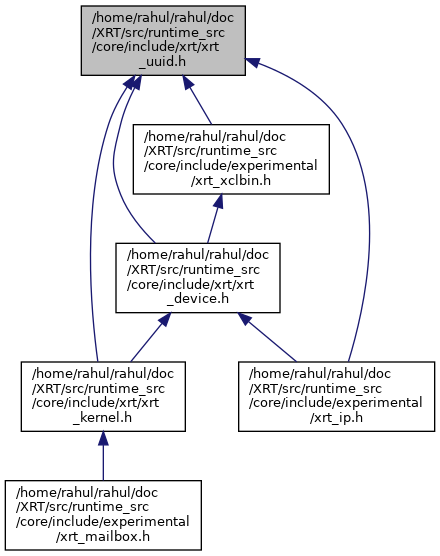 /home/rahul/rahul/doc
/XRT/src/runtime_src
/core/include/xrt/xrt
_uuid.h
/home/rahul/rahul/doc
/XRT/src/runtime_src
/core/include/experimental
/xrt_xclbin.h
/home/rahul/rahul/doc
/XRT/src/runtime_src
/core/include/xrt/xrt
_device.h
/home/rahul/rahul/doc
/XRT/src/runtime_src
/core/include/xrt/xrt
_kernel.h
/home/rahul/rahul/doc
/XRT/src/runtime_src
/core/include/experimental
/xrt_ip.h
/home/rahul/rahul/doc
/XRT/src/runtime_src
/core/include/experimental
/xrt_mailbox.h